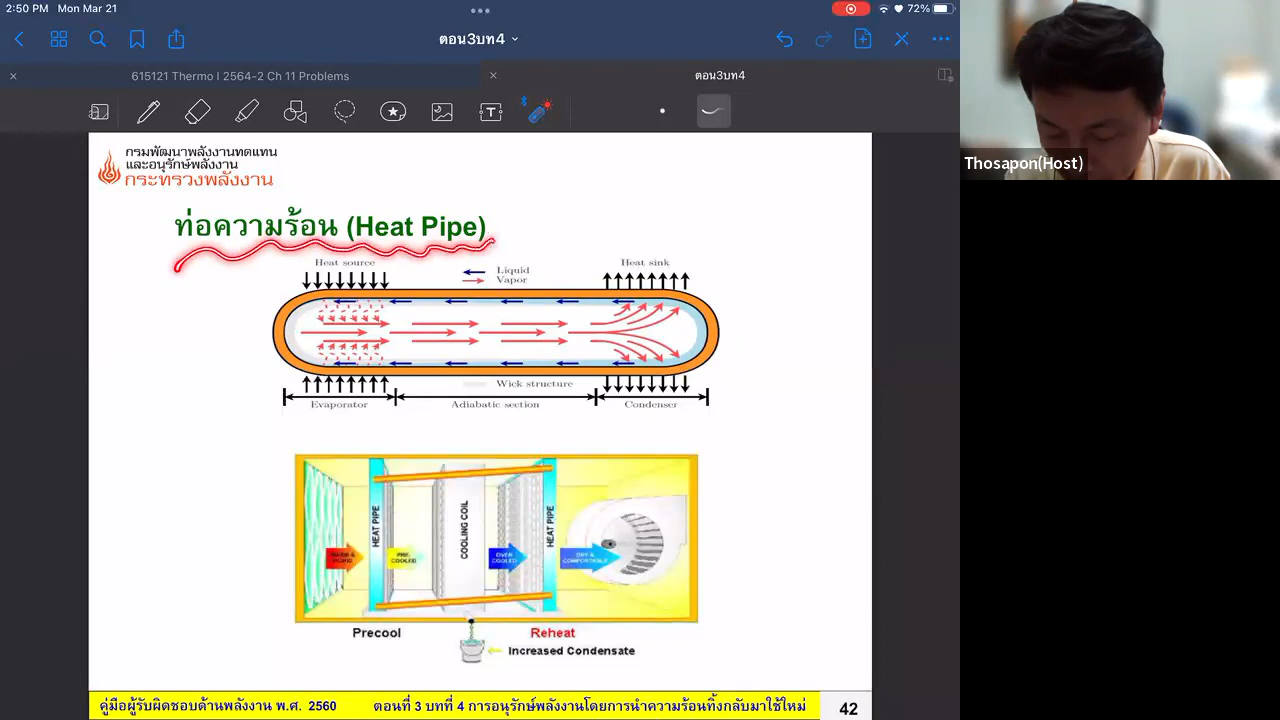 2:50 PM Mon Mar 21
72%
ตอน3บท4
615121 Thermo I 2564-2 Ch 11 Problems
ตอน3บท4
กรมพัฒนาพลังงานทดแทน
และอนุรักษ์พลังงาน
กระทรวงพลังงาน
ท่อความร้อน (Heat Pipe)
Heat source
Liquid
Vapor
Heat sink
Wick structure
Evaporator
Adiabatic section
Condenser
HEAT PIPE
COOLING COIL
HEAT PIPE
WARM & HUMID
PRE-COOLED
OVER COOLED
DRY & COMFORTABLE
Precool
Reheat
Increased Condensate
คู่มือผู้รับผิดชอบด้านพลังงาน พ.ศ. 2560
ตอนที่ 3 บทที่ 4 การอนุรักษ์พลังงานโดยการนำความร้อนทิ้งกลับมาใช้ใหม่
42
Thosapon(Host)